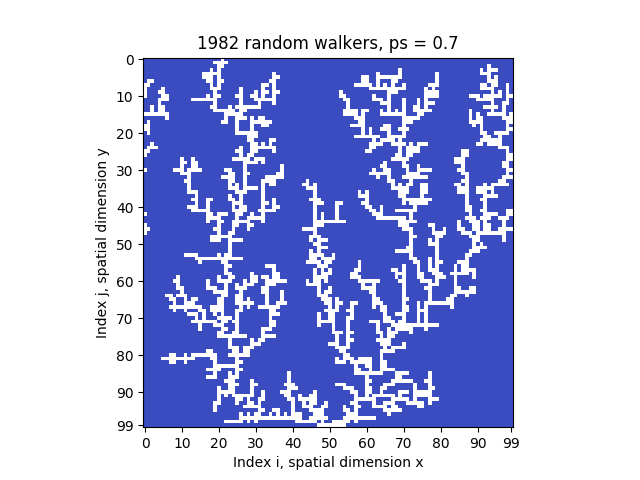 1982 random walkers, ps = 0.7
0
10
20
30
40
50
60
70
80
90
99
Index j, spatial dimension y
0 10 20 30 40 50 60 70 80 90 99
Index i, spatial dimension x